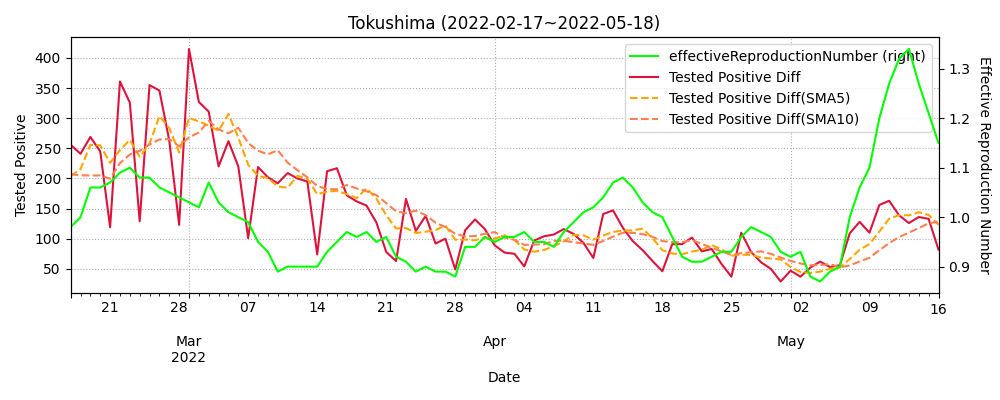 Tokushima (2022-02-17~2022-05-18)
effectiveReproductionNumber (right)
Tested Positive Diff
Tested Positive Diff(SMA5)
Tested Positive Diff(SMA10)
Tested Positive
400
350
300
250
200
150
100
50
1.3
1.2
1.1
1.0
0.9
Effective Reproduction Number
21 28 07 14 21 28 04 11 18 25 02 09 16
Mar Apr May
2022
Date